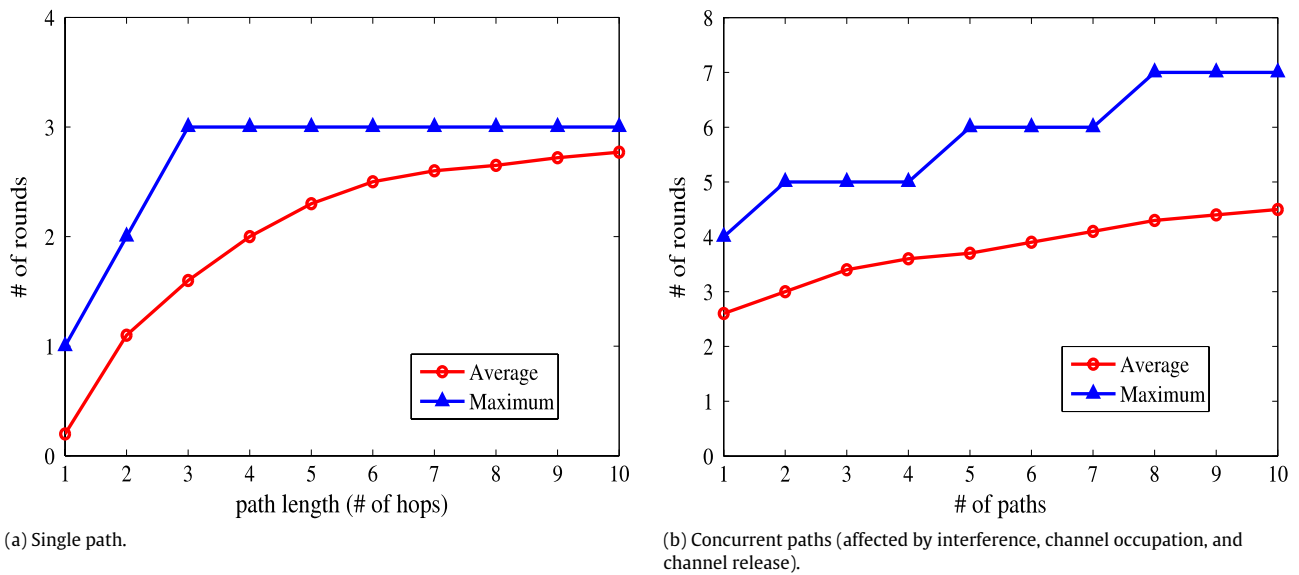 4
3
2
1
0
# of rounds
1 2 3 4 5 6 7 8 9 10
path length (# of hops)
Average
Maximum
(a) Single path.
8
7
6
5
4
3
2
1
0
# of rounds
1 2 3 4 5 6 7 8 9 10
# of paths
Average
Maximum
(b) Concurrent paths (affected by interference, channel occupation, and
channel release).